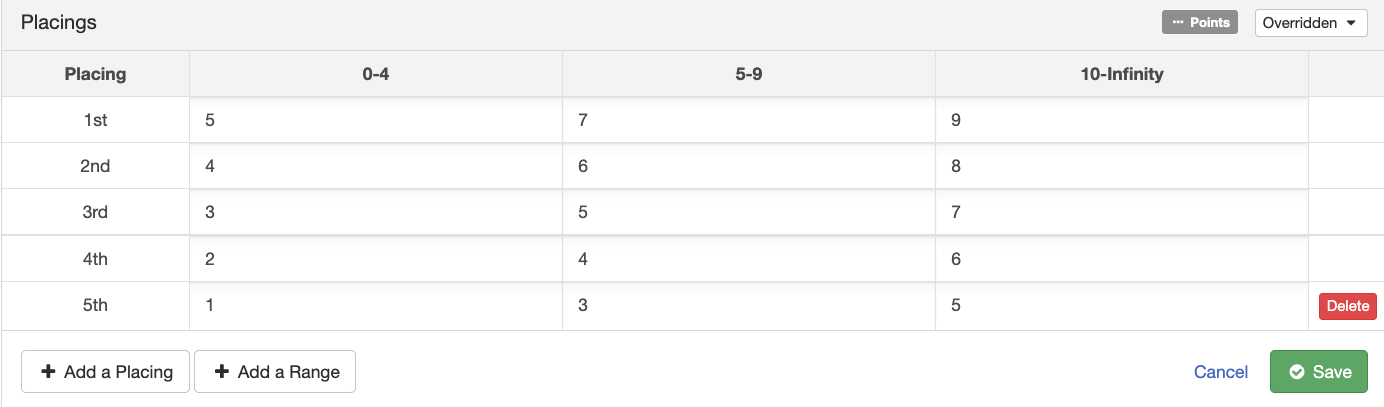 Placings ··· Points Overridden
Placing 0-4 5-9 10-Infinity
1st 5 7 9
2nd 4 6 8
3rd 3 5 7
4th 2 4 6
5th 1 3 5 Delete
Add a Placing Add a Range Cancel Save